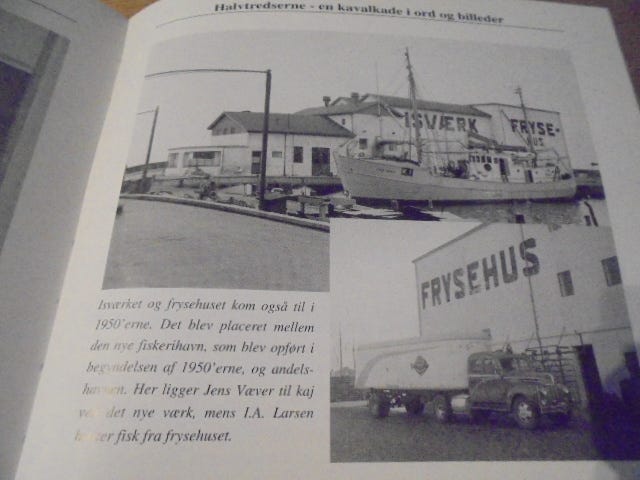 Halvtredserne - en kavalkade i ord og billeder
ISVÆRK
FRYSE-
HUS
FRYSEHUS
Isværket og frysehuset kom også til i
1950'erne. Det blev placeret mellem
den nye fiskerihavn, som blev opført i
begyndelsen af 1950'erne, og andels-
havnen. Her ligger Jens Væver til kaj
ved det nye værk, mens I.A. Larsen
fisk fra frysehuset.